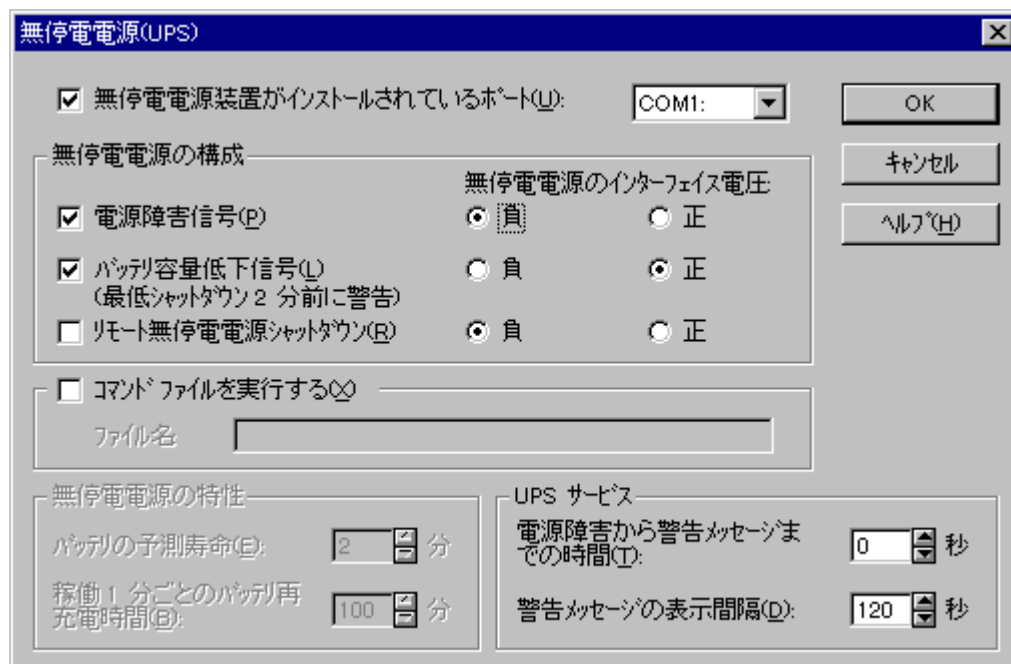 無停電電源(UPS)
無停電電源装置がインストールされているポート(U):
COM1:
OK
無停電電源の構成
キャンセル
無停電電源のインターフェイス電圧:
電源障害信号(P)
負
正
ヘルプ(H)
バッテリ容量低下信号(L)
(最低シャットダウン 2 分前に警告)
負
正
リモート無停電電源シャットダウン(R)
負
正
コマンド ファイルを実行する(X)
ファイル名:
無停電電源の特性
バッテリの予測寿命(E):
2
分
稼働 1 分ごとのバッテリ再
充電時間(B):
100
分
UPS サービス
電源障害から警告メッセージま
での時間(T):
0
秒
警告メッセージの表示間隔(D):
120
秒